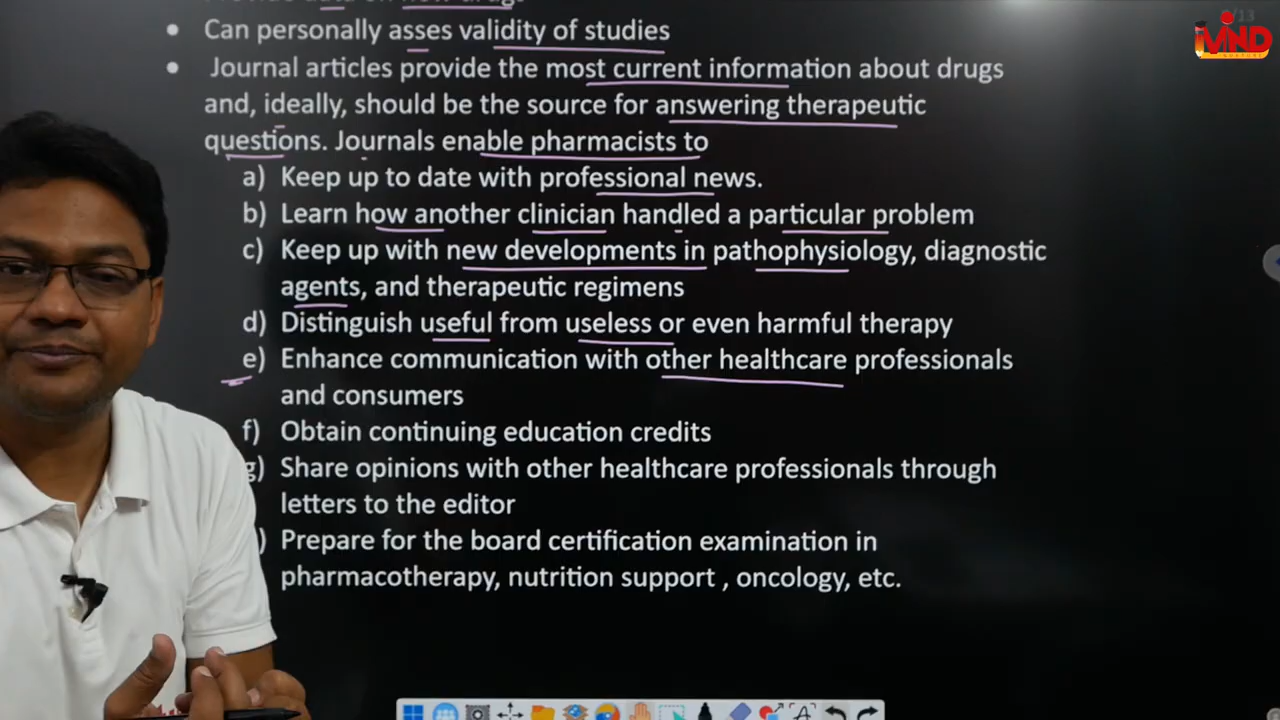 Can personally asses validity of studies
Journal articles provide the most current information about drugs
and, ideally, should be the source for answering therapeutic
questions. Journals enable pharmacists to
a) Keep up to date with professional news.
b) Learn how another clinician handled a particular problem
c) Keep up with new developments in pathophysiology, diagnostic
agents, and therapeutic regimens
d) Distinguish useful from useless or even harmful therapy
e) Enhance communication with other healthcare professionals
and consumers
f) Obtain continuing education credits
g) Share opinions with other healthcare professionals through
letters to the editor
) Prepare for the board certification examination in
pharmacotherapy, nutrition support , oncology, etc.